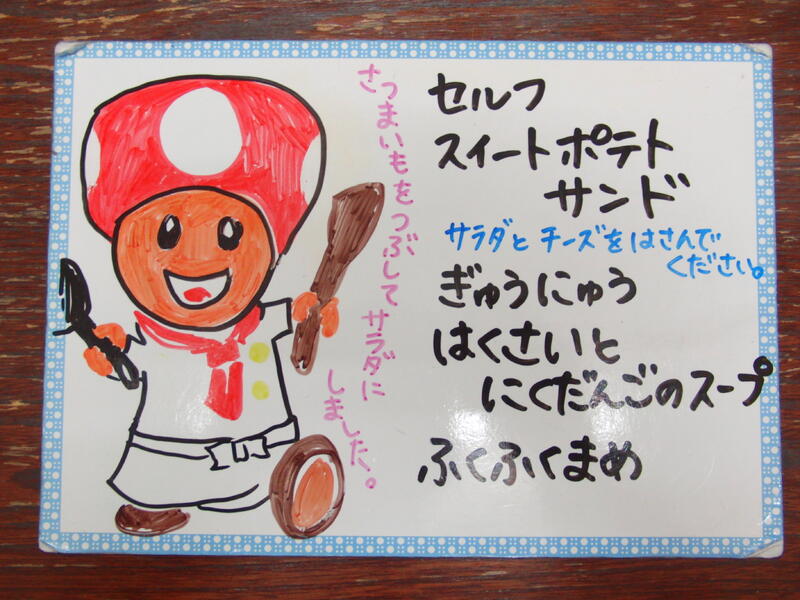 セルフ
スイートポテト
サンド
サラダとチーズをはさんで
ください。
ぎゅうにゅう
はくさいと
にくだんごのスープ
ふくふくまめ
さつまいもをつぶしてサラダに
しました。